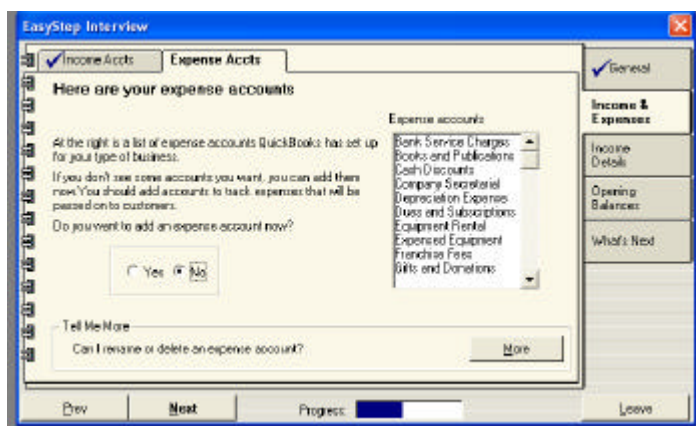 EasyStep Interview
Income Accts
Expense Accts
Here are your expense accounts
At the right is a list of expense accounts QuickBooks has set up
for your type of business.
If you don't see some accounts you want, you can add them
now. You should add accounts to track expenses that will be
passed on to customers.
Do you want to add an expense account now?
Yes
No
Expense accounts
Bank Service Charges
Books and Publications
Cash Discounts
Company Secretarial
Depreciation Expense
Dues and Subscriptions
Equipment Rental
Expensed Equipment
Franchise Fees
Gifts and Donations
Tell Me More
Can I rename or delete an expense account?
More
General
Income &
Expenses
Income
Details
Opening
Balances
What's Next
Prev
Next
Progress:
Leave